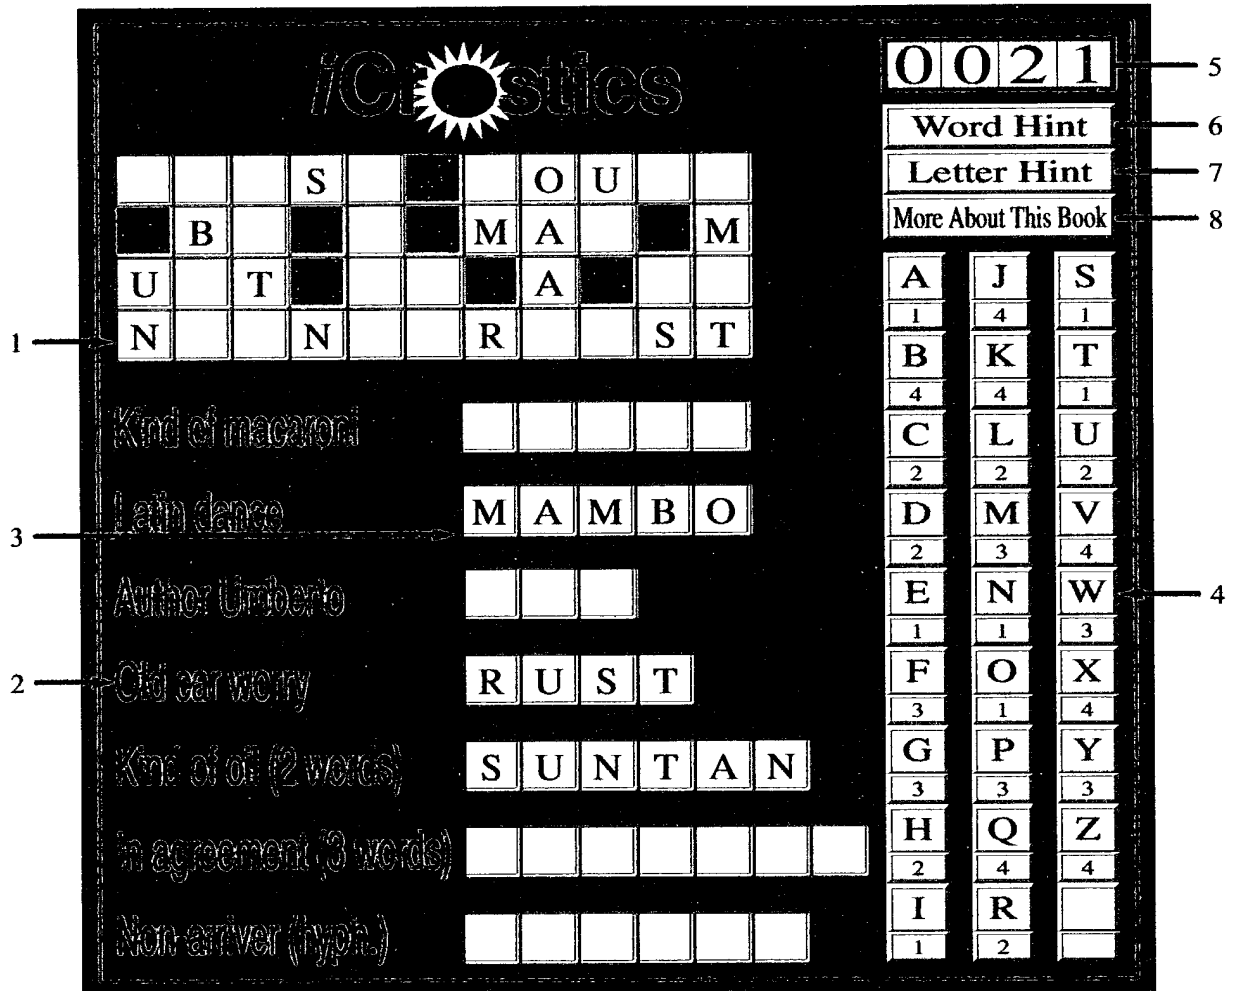 iCrostics
0021
5
Word Hint
6
Letter Hint
7
More About This Book
8
S O U
B M A M
U T A
1
N N R S T
Kind of macaroni
Latin dance
M A M B O
3
Author Umberto
2
Old car worry
R U S T
Kind of oil (2 words)
S U N T A N
In agreement (3 words)
Non-arriver (hyph.)
A J S
1 4 1
B K T
4 4 1
C L U
2 2 2
D M V
2 3 4
E N W
4
1 1 3
F O X
3 1 4
G P Y
3 3 3
H Q Z
2 4 4
I R
1 2